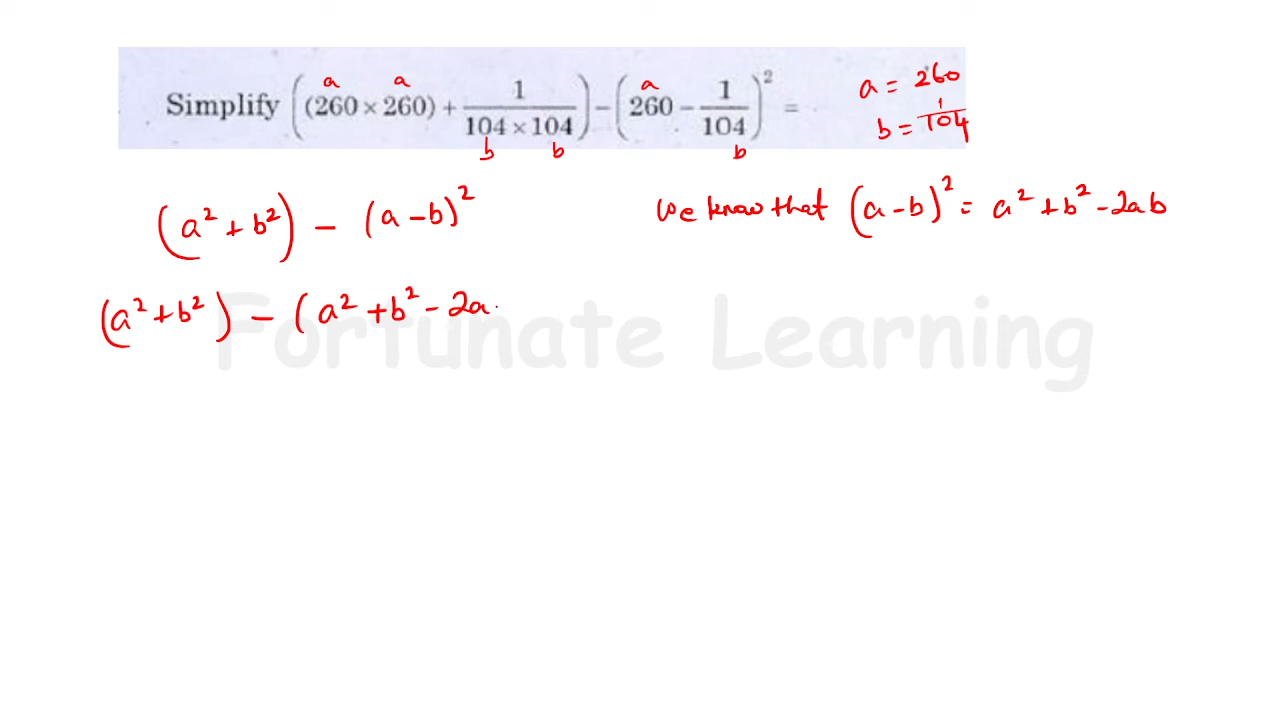 Simplify ((260 × 260) + 1/(104 × 104)) − (260 − 1/104)² =
a a a
b b b
a = 260
b = 1/104
(a² + b²) − (a − b)²
We know that (a − b)² = a² + b² − 2ab
(a² + b²) − (a² + b² − 2a
Fortunate Learning